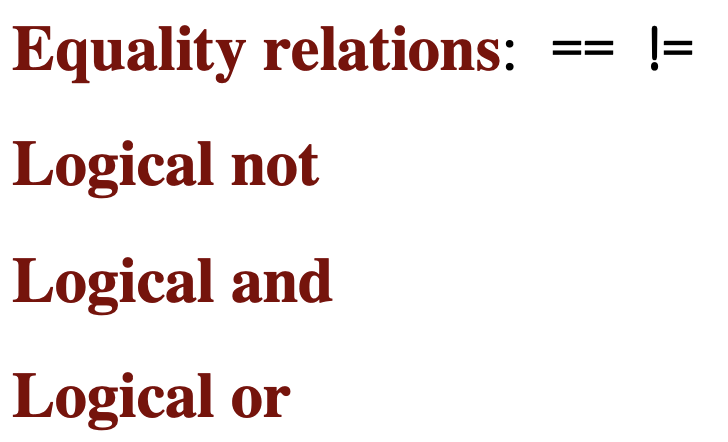 Equality relations: == !=
Logical not
Logical and
Logical or